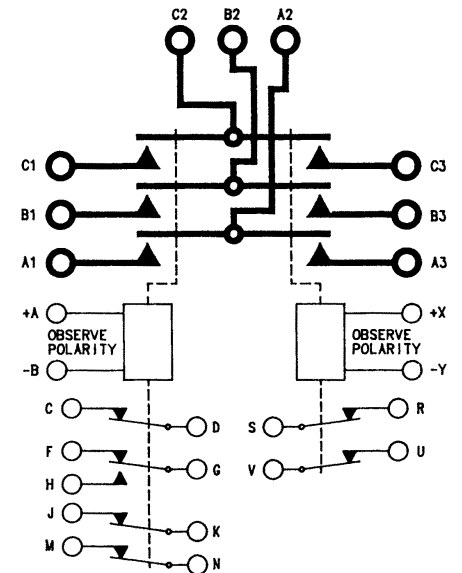 C2 B2 A2
C1 C3
B1 B3
A1 A3
+A +X
OBSERVE POLARITY OBSERVE POLARITY
-B -Y
C D S R
F G V U
H
J K
M N